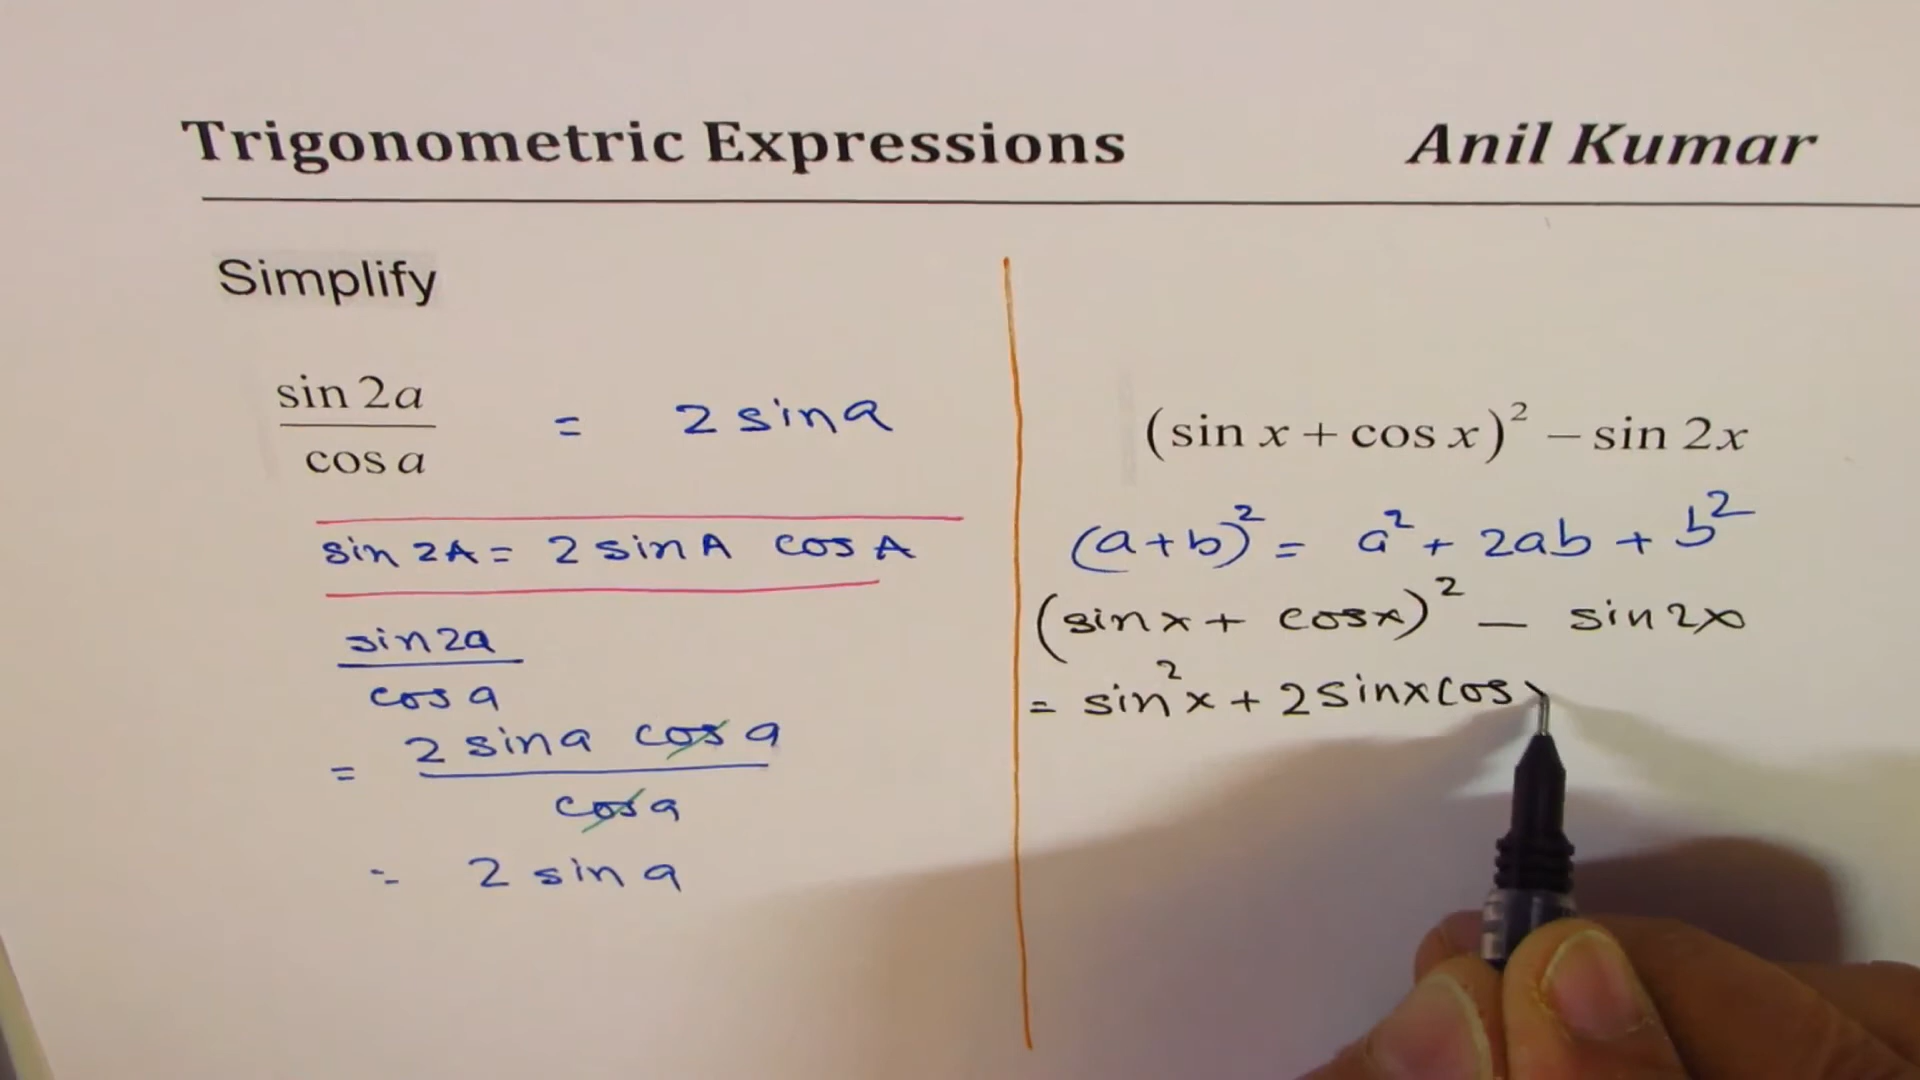 Trigonometric Expressions Anil Kumar
Simplify
sin 2a / cos a = 2 sin a
sin 2A = 2 sin A cos A
sin 2a / cos a
= 2 sin a cos a / cos a
= 2 sin a
(sin x + cos x)² − sin 2x
(a+b)² = a² + 2ab + b²
(sin x + cos x)² − sin 2x
= sin²x + 2 sin x cos x